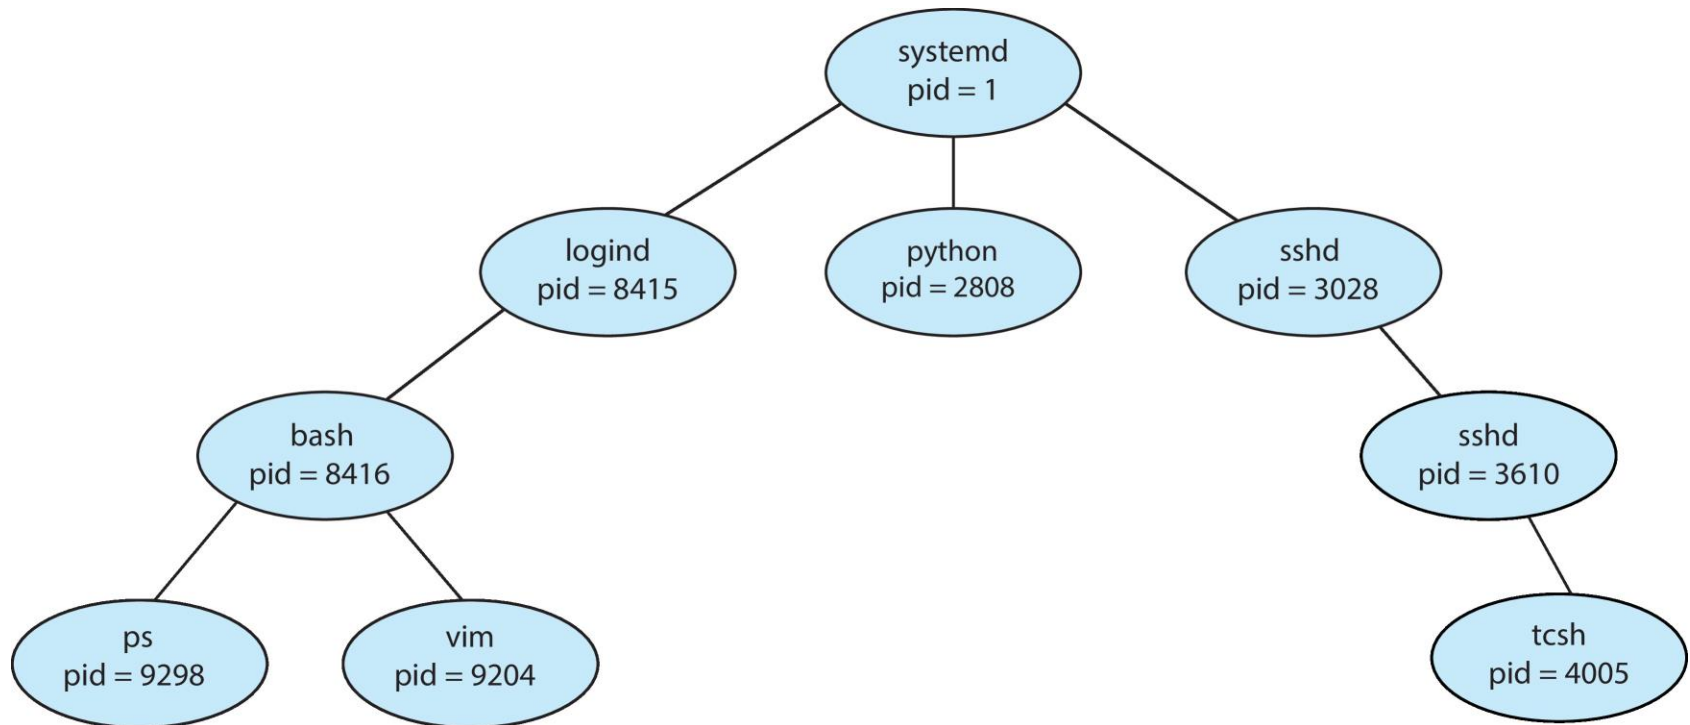 systemd
pid = 1
logind
pid = 8415
python
pid = 2808
sshd
pid = 3028
bash
pid = 8416
sshd
pid = 3610
ps
pid = 9298
vim
pid = 9204
tcsh
pid = 4005